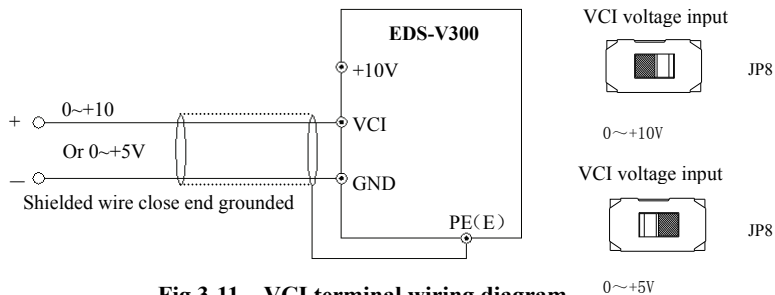 EDS-V300
+10V
0~+10
+
VCI
Or 0~+5V
—
GND
Shielded wire close end grounded
PE(E)
VCI voltage input
JP8
0～+10V
VCI voltage input
JP8
0～+5V
Fig 3-11 VCI terminal wiring diagram